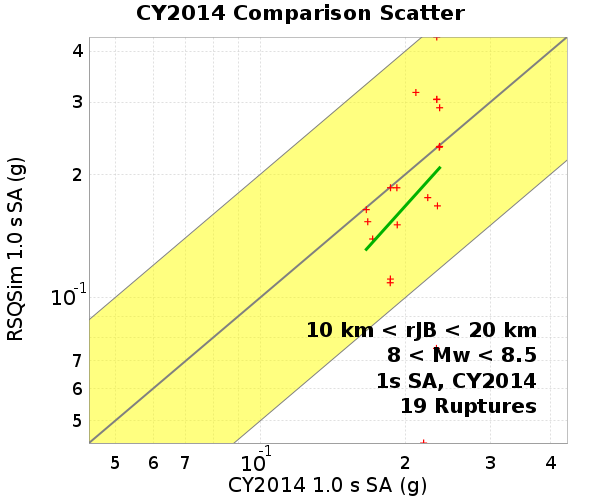 CY2014 Comparison Scatter
RSQSim 1.0 s SA (g)
4
3
2
10⁻¹
7
6
5
10 km < rJB < 20 km
8 < Mw < 8.5
1s SA, CY2014
19 Ruptures
5 6 7 10⁻¹ 2 3 4
CY2014 1.0 s SA (g)